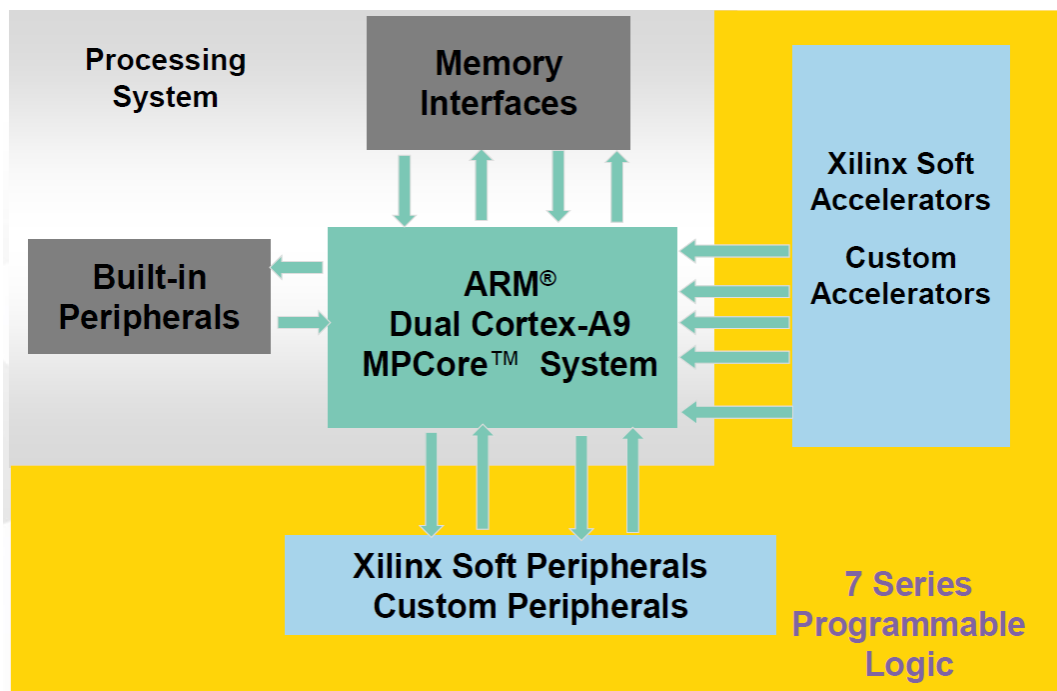 Processing
System
Memory
Interfaces
Xilinx Soft
Accelerators
Custom
Accelerators
Built-in
Peripherals
ARM®
Dual Cortex-A9
MPCore™ System
Xilinx Soft Peripherals
Custom Peripherals
7 Series
Programmable
Logic